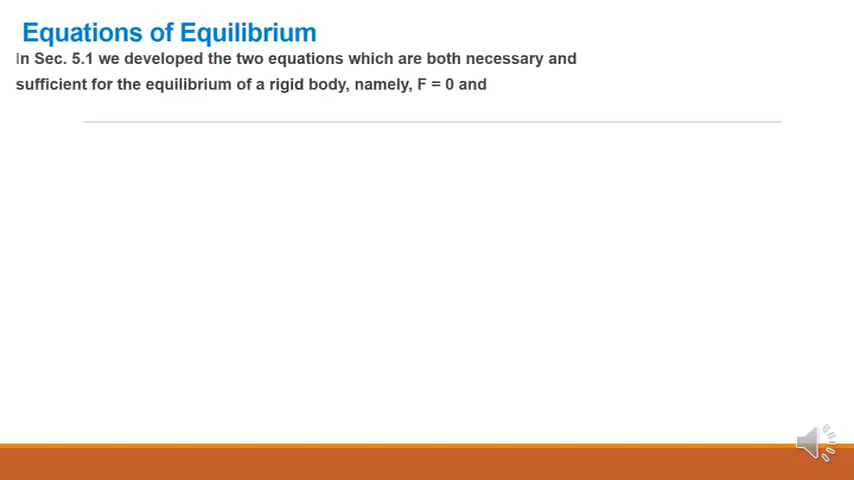 Equations of Equilibrium
In Sec. 5.1 we developed the two equations which are both necessary and
sufficient for the equilibrium of a rigid body, namely, F = 0 and